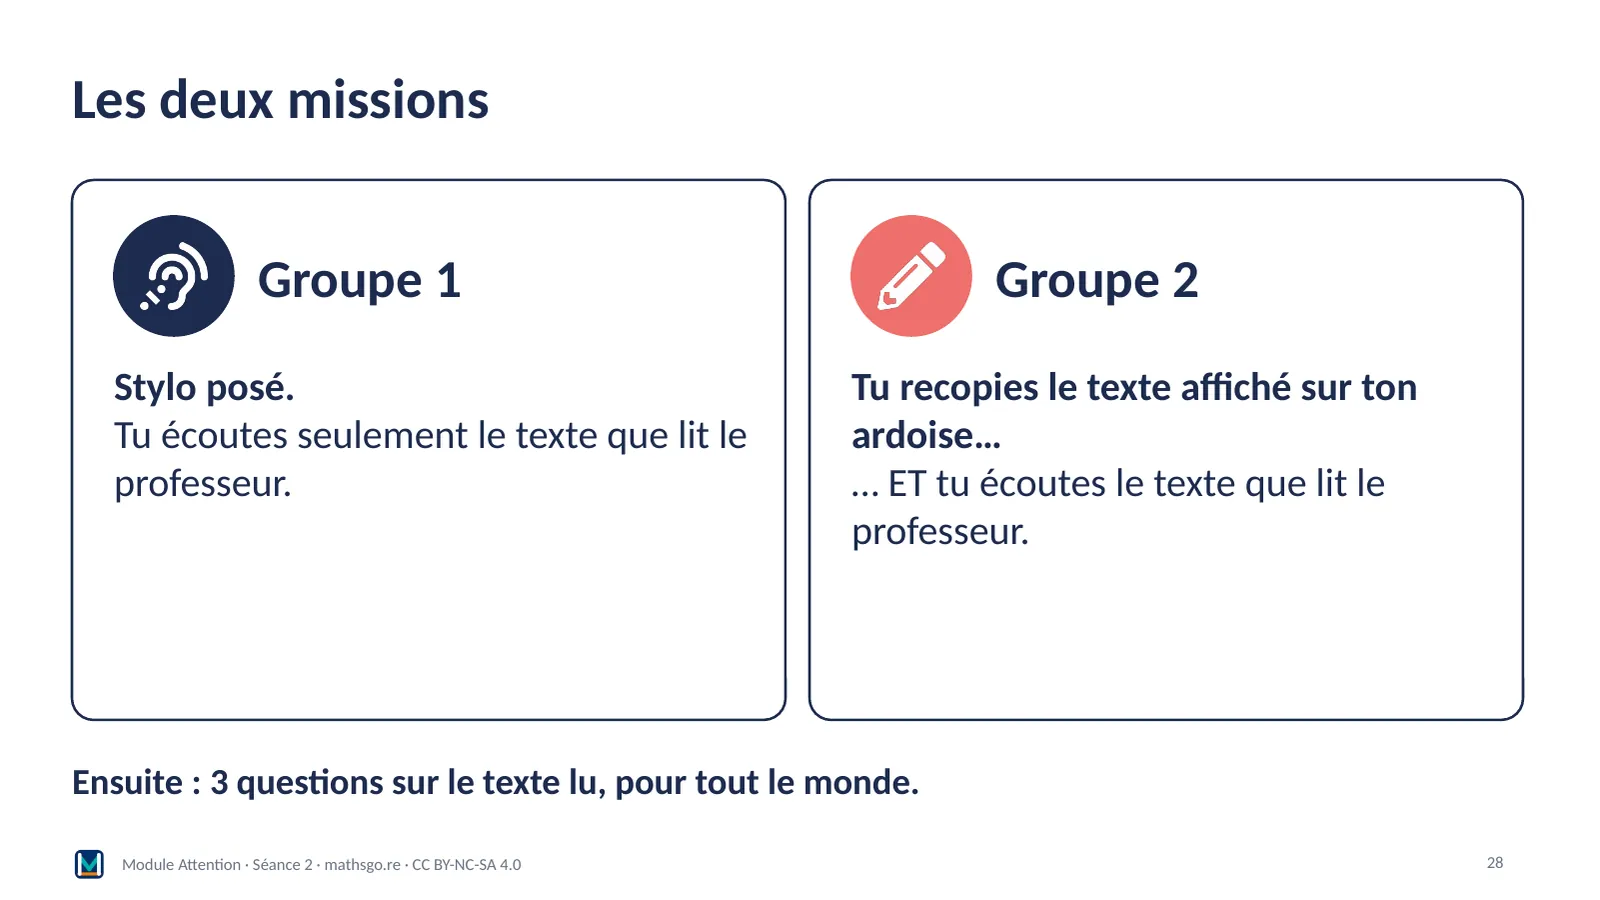 Les deux missions
Groupe 1
Stylo posé.
Tu écoutes seulement le texte que lit le
professeur.
Groupe 2
Tu recopies le texte affiché sur ton
ardoise…
… ET tu écoutes le texte que lit le
professeur.
Ensuite : 3 questions sur le texte lu, pour tout le monde.
Module Attention · Séance 2 · mathsgo.re · CC BY-NC-SA 4.0
28